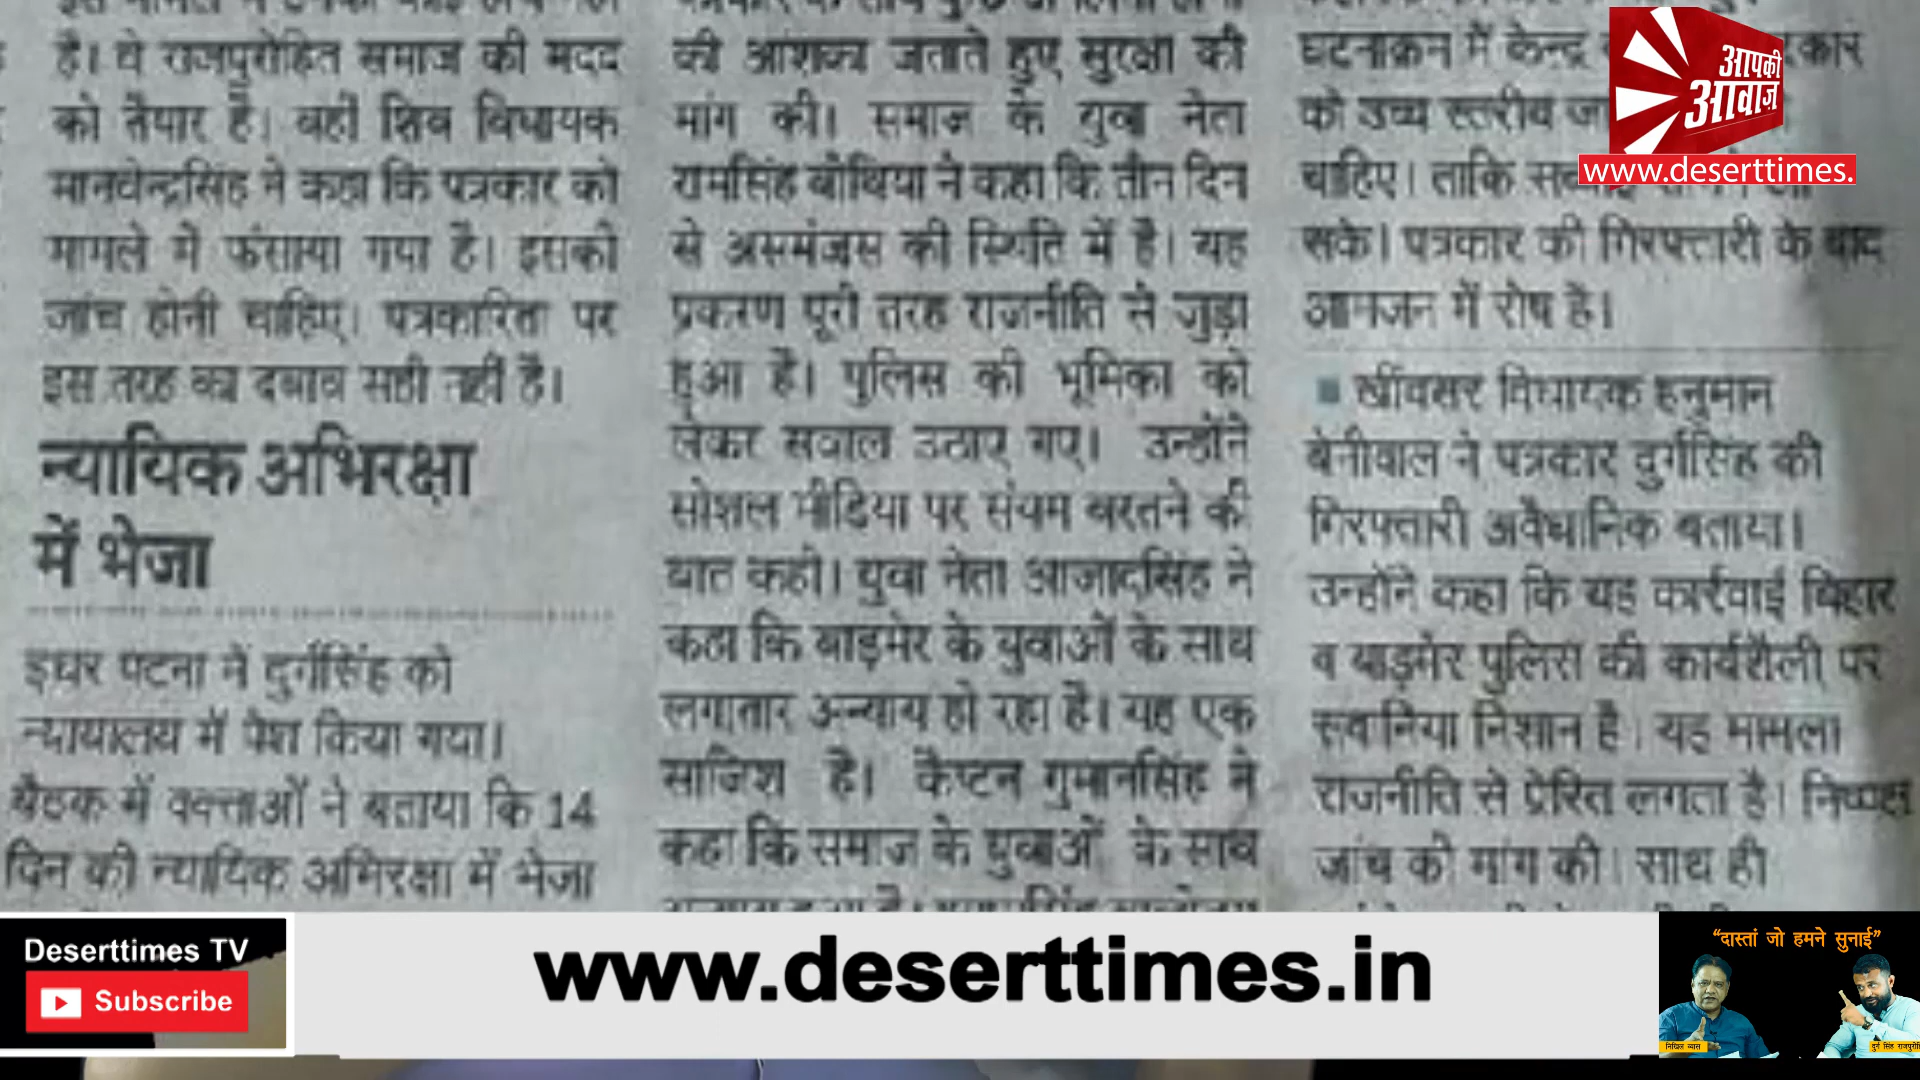 है। वे राजपुरोहित समाज की मदद
को तैयार है। वहीं शिव विधायक
मानवेन्द्रसिंह ने कहा कि पत्रकार को
मामले में फंसाया गया है। इसकी
जांच होनी चाहिए। पत्रकारिता पर
इस तरह का दबाव सही नहीं है।
न्यायिक अभिरक्षा
में भेजा
इधर पटना में दुर्गसिंह को
न्यायालय में पेश किया गया।
बैठक में वक्ताओं ने बताया कि 14
दिन की न्यायिक अभिरक्षा में भेजा
की आशंका जताते हुए सुरक्षा की
मांग की। समाज के युवा नेता
रामसिंह बोथिया ने कहा कि तीन दिन
से असमंजस की स्थिति में है। यह
प्रकरण पूरी तरह राजनीति से जुड़ा
हुआ है। पुलिस की भूमिका को
लेकर सवाल उठाए गए। उन्होंने
सोशल मीडिया पर संयम बरतने की
बात कही। युवा नेता आजादसिंह ने
कहा कि बाड़मेर के युवाओं के साथ
लगातार अन्याय हो रहा है। यह एक
साजिश है। कैप्टन गुमानसिंह ने
कहा कि समाज के युवाओं के साथ
घटनाक्रम में केन्द्र
को उच्च स्तरीय
चाहिए। ताकि
सके। पत्रकार की गिरफ्तारी के बाद
आमजन में रोष है।
■ खींवसर विधायक हनुमान
बेनीवाल ने पत्रकार दुर्गसिंह की
गिरफ्तारी अवैधानिक बताया।
उन्होंने कहा कि यह कार्रवाई बिहार
व बाड़मेर पुलिस की कार्यशैली पर
सवानिया निशान है। यह मामला
राजनीति से प्रेरित लगता है। निष्पक्ष
जांच की मांग की। साथ ही
आपकी
आवाज़
www.deserttimes.
Deserttimes TV
Subscribe
www.deserttimes.in
“दास्तां जो हमने सुनाई”
निखिल व्यास
दुर्ग सिंह राजपुरोहि